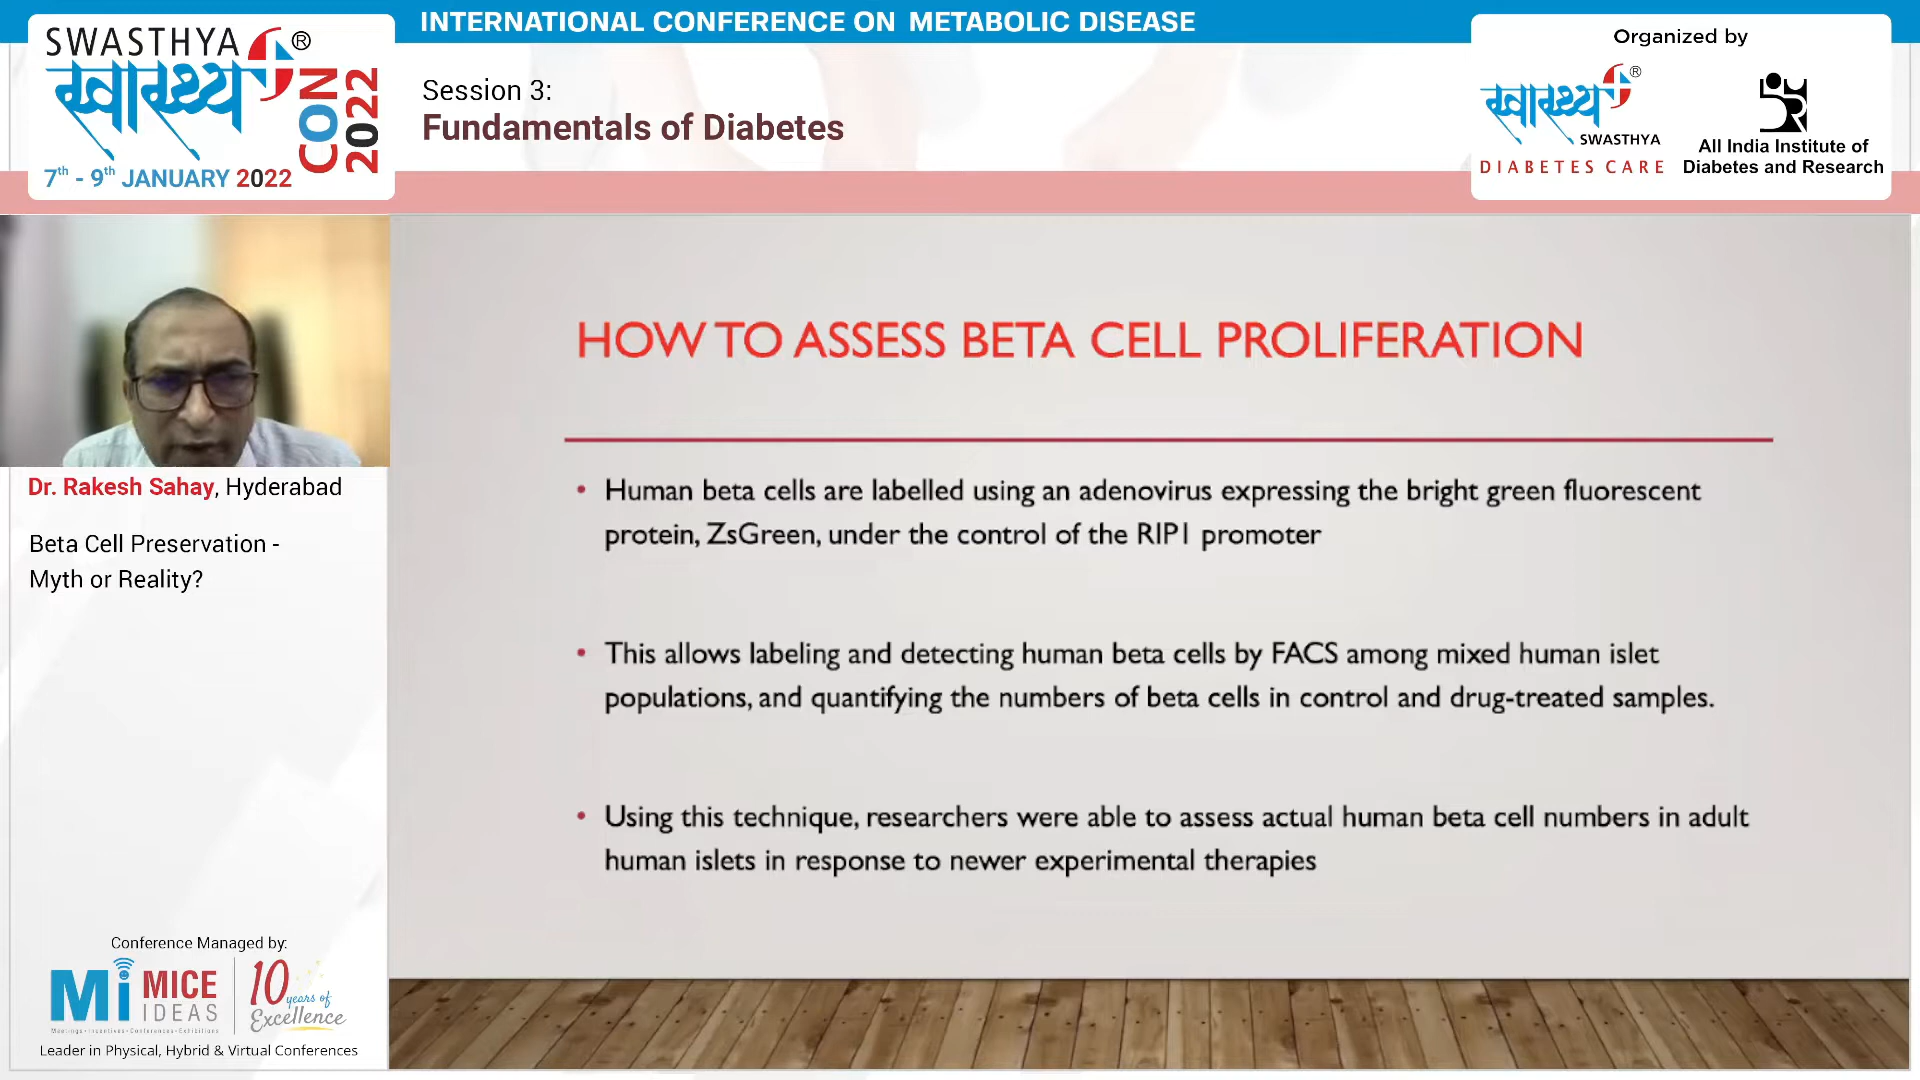 INTERNATIONAL CONFERENCE ON METABOLIC DISEASE
SWASTHYA ®
स्वास्थ्य
CON 2022
7th - 9th JANUARY 2022
Session 3:
Fundamentals of Diabetes
Organized by
स्वास्थ्य ®
SWASTHYA
DIABETES CARE
All India Institute of
Diabetes and Research
Dr. Rakesh Sahay, Hyderabad
Beta Cell Preservation -
Myth or Reality?
HOW TO ASSESS BETA CELL PROLIFERATION
• Human beta cells are labelled using an adenovirus expressing the bright green fluorescent
protein, ZsGreen, under the control of the RIP1 promoter
• This allows labeling and detecting human beta cells by FACS among mixed human islet
populations, and quantifying the numbers of beta cells in control and drug-treated samples.
• Using this technique, researchers were able to assess actual human beta cell numbers in adult
human islets in response to newer experimental therapies
Conference Managed by:
Mi MICE
IDEAS
Meetings•Incentives•Conferences•Exhibitions
10
years of
Excellence
Leader in Physical, Hybrid & Virtual Conferences